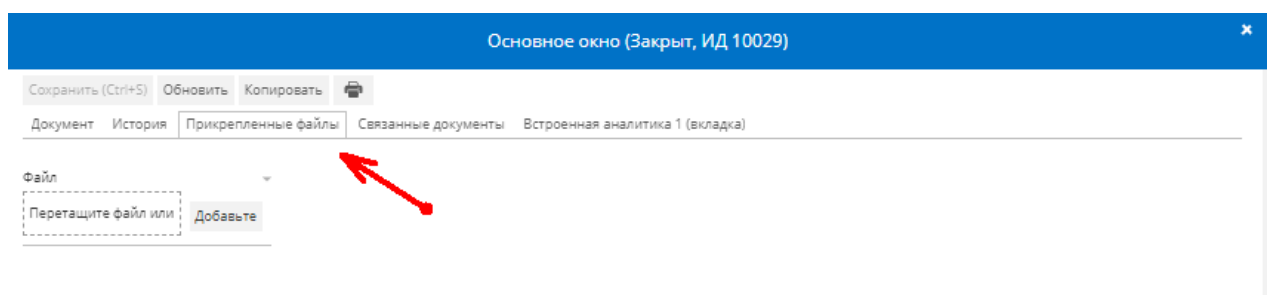 Основное окно (Закрыт, ИД 10029)
Сохранить (Ctrl+S) Обновить Копировать
Документ История Прикрепленные файлы Связанные документы Встроенная аналитика 1 (вкладка)
Файл
Перетащите файл или Добавьте